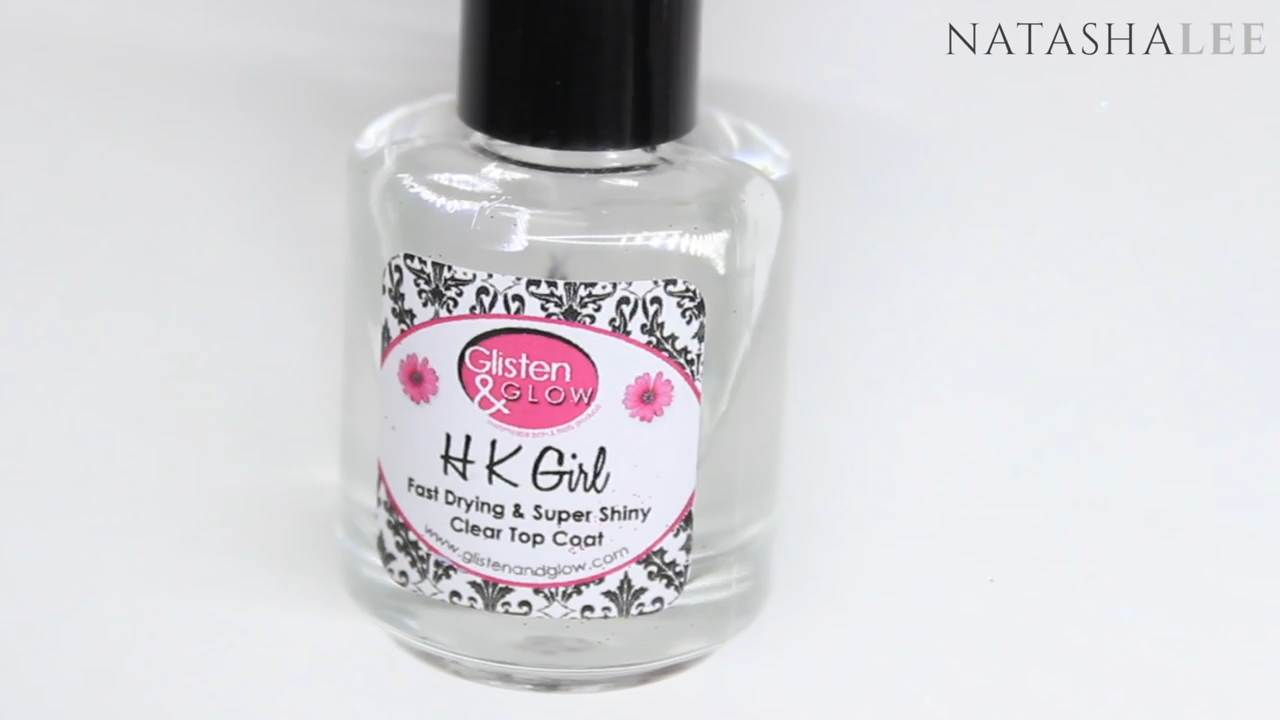 NATASHALEE
Glisten
& GLOW
H K Girl
Fast Drying & Super Shiny
Clear Top Coat
www.glistenandglow.com